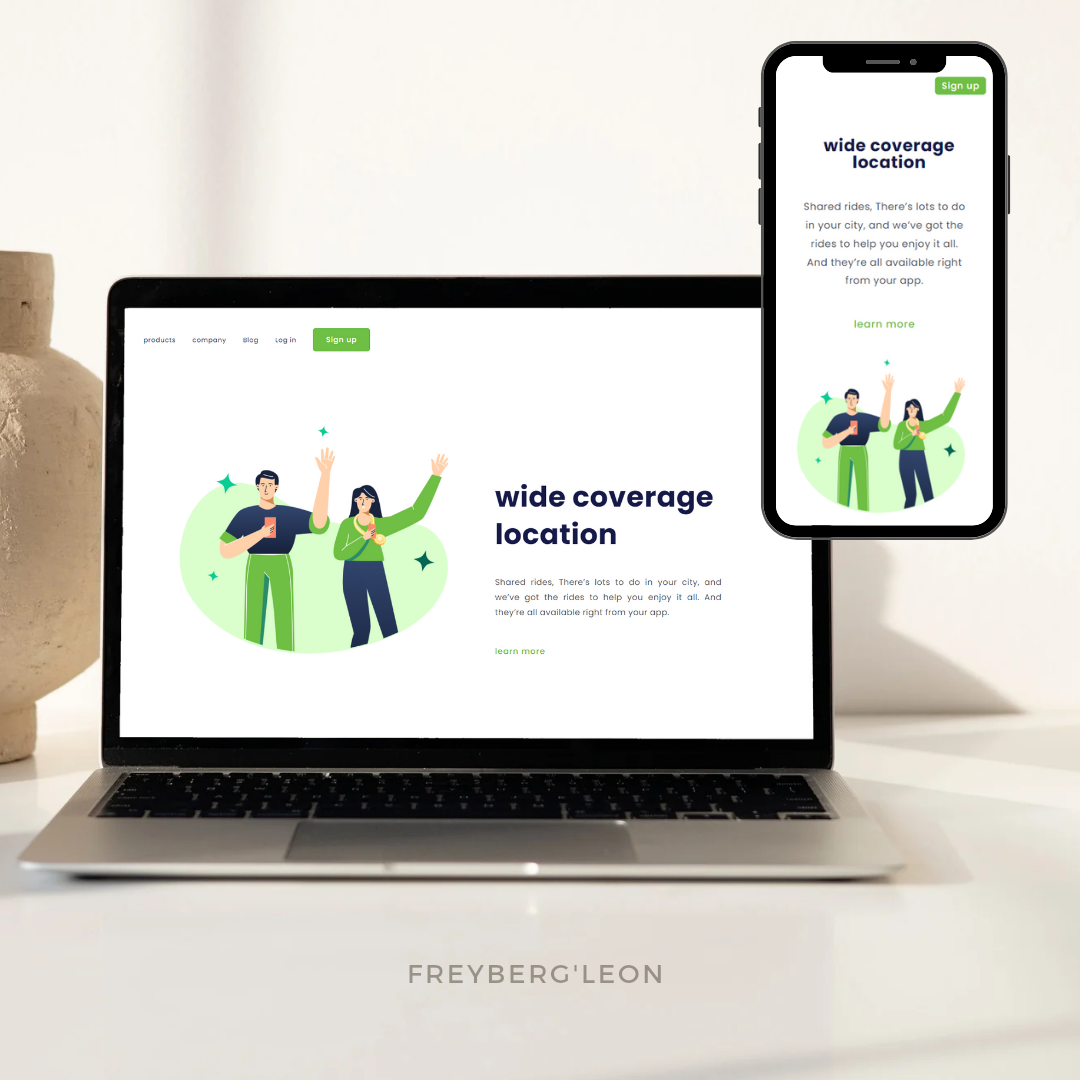 Sign up
wide coverage
location
Shared rides, There's lots to do
in your city, and we've got the
rides to help you enjoy it all.
And they're all available right
from your app.
learn more
products company Blog Log in Sign up
wide coverage
location
Shared rides, There's lots to do in your city, and
we've got the rides to help you enjoy it all. And
they're all available right from your app.
learn more
FREYBERG'LEON